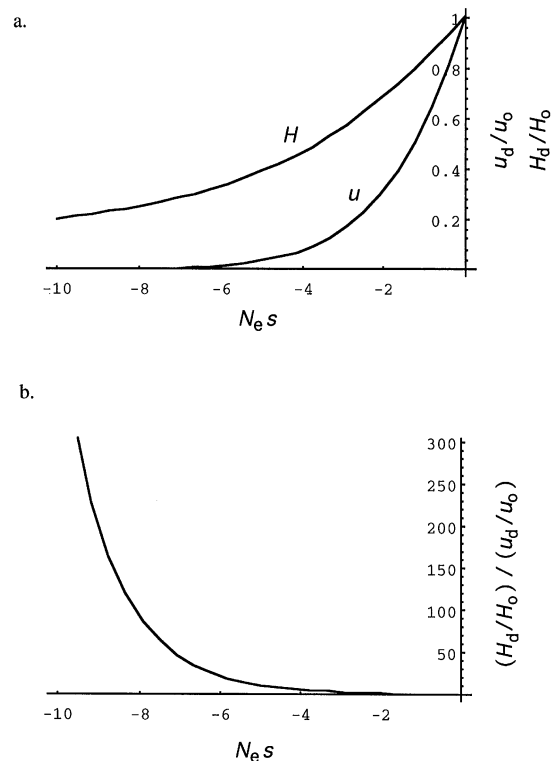 a.
1
0.8
0.6
0.4
0.2
H
u
u_d/u_o
H_d/H_o
-10 -8 -6 -4 -2
N_e s
b.
300
250
200
150
100
50
(H_d/H_o) / (u_d/u_o)
-10 -8 -6 -4 -2
N_e s